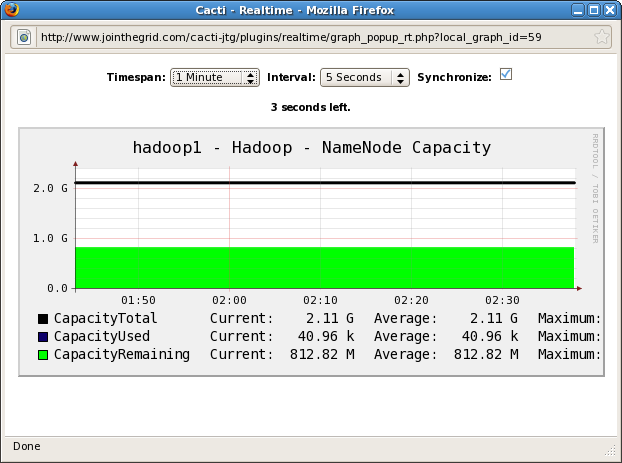 Cacti - Realtime - Mozilla Firefox
http://www.jointhegrid.com/cacti-jtg/plugins/realtime/graph_popup_rt.php?local_graph_id=59
Timespan: 1 Minute Interval: 5 Seconds Synchronize:
3 seconds left.
hadoop1 - Hadoop - NameNode Capacity
RRDTOOL / TOBI OETIKER
2.0 G
1.0 G
0.0
01:50 02:00 02:10 02:20 02:30
CapacityTotal Current: 2.11 G Average: 2.11 G Maximum:
CapacityUsed Current: 40.96 k Average: 40.96 k Maximum:
CapacityRemaining Current: 812.82 M Average: 812.82 M Maximum:
Done